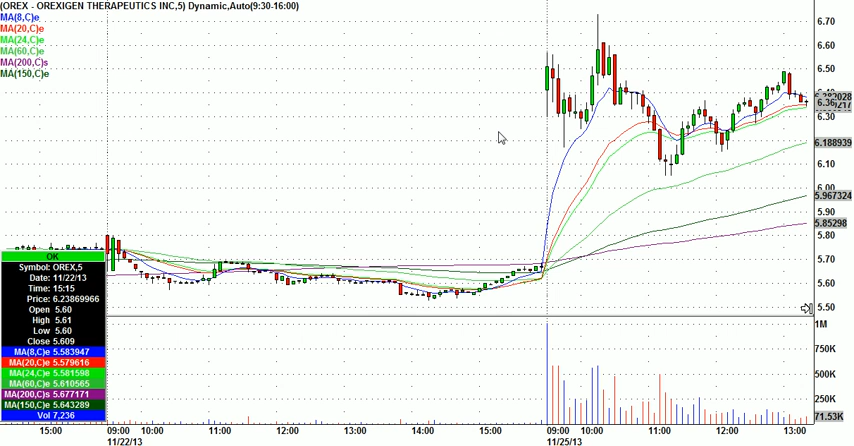 (OREX - OREXIGEN THERAPEUTICS INC,5) Dynamic,Auto(9:30-16:00)
MA(8,C)e
MA(20,C)e
MA(24,C)e
MA(60,C)e
MA(200,C)s
MA(150,C)e
6.70
6.60
6.50
6.40
6.36
6.30
6.188939
6.10
6.00
5.967324
5.90
5.85298
5.80
5.70
5.60
5.50
OK
Symbol: OREX,5
Date: 11/22/13
Time: 15:15
Price: 6.23869966
Open 5.60
High 5.61
Low 5.60
Close 5.609
MA(8,C)e 5.583947
MA(20,C)e 5.579616
MA(24,C)e 5.581598
MA(60,C)e 5.610565
MA(200,C)s 5.677171
MA(150,C)e 5.643289
Vol 7,236
1M
750K
500K
250K
71.53K
15:00 09:00 10:00 11:00 12:00 13:00 14:00 15:00 09:00 10:00 11:00 12:00 13:00
11/22/13 11/25/13